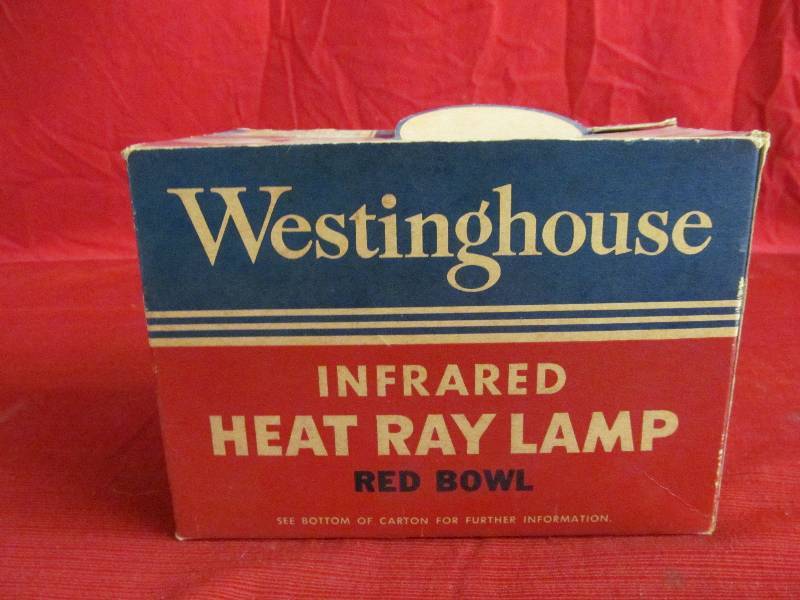 Westinghouse
INFRARED
HEAT RAY LAMP
RED BOWL
SEE BOTTOM OF CARTON FOR FURTHER INFORMATION.